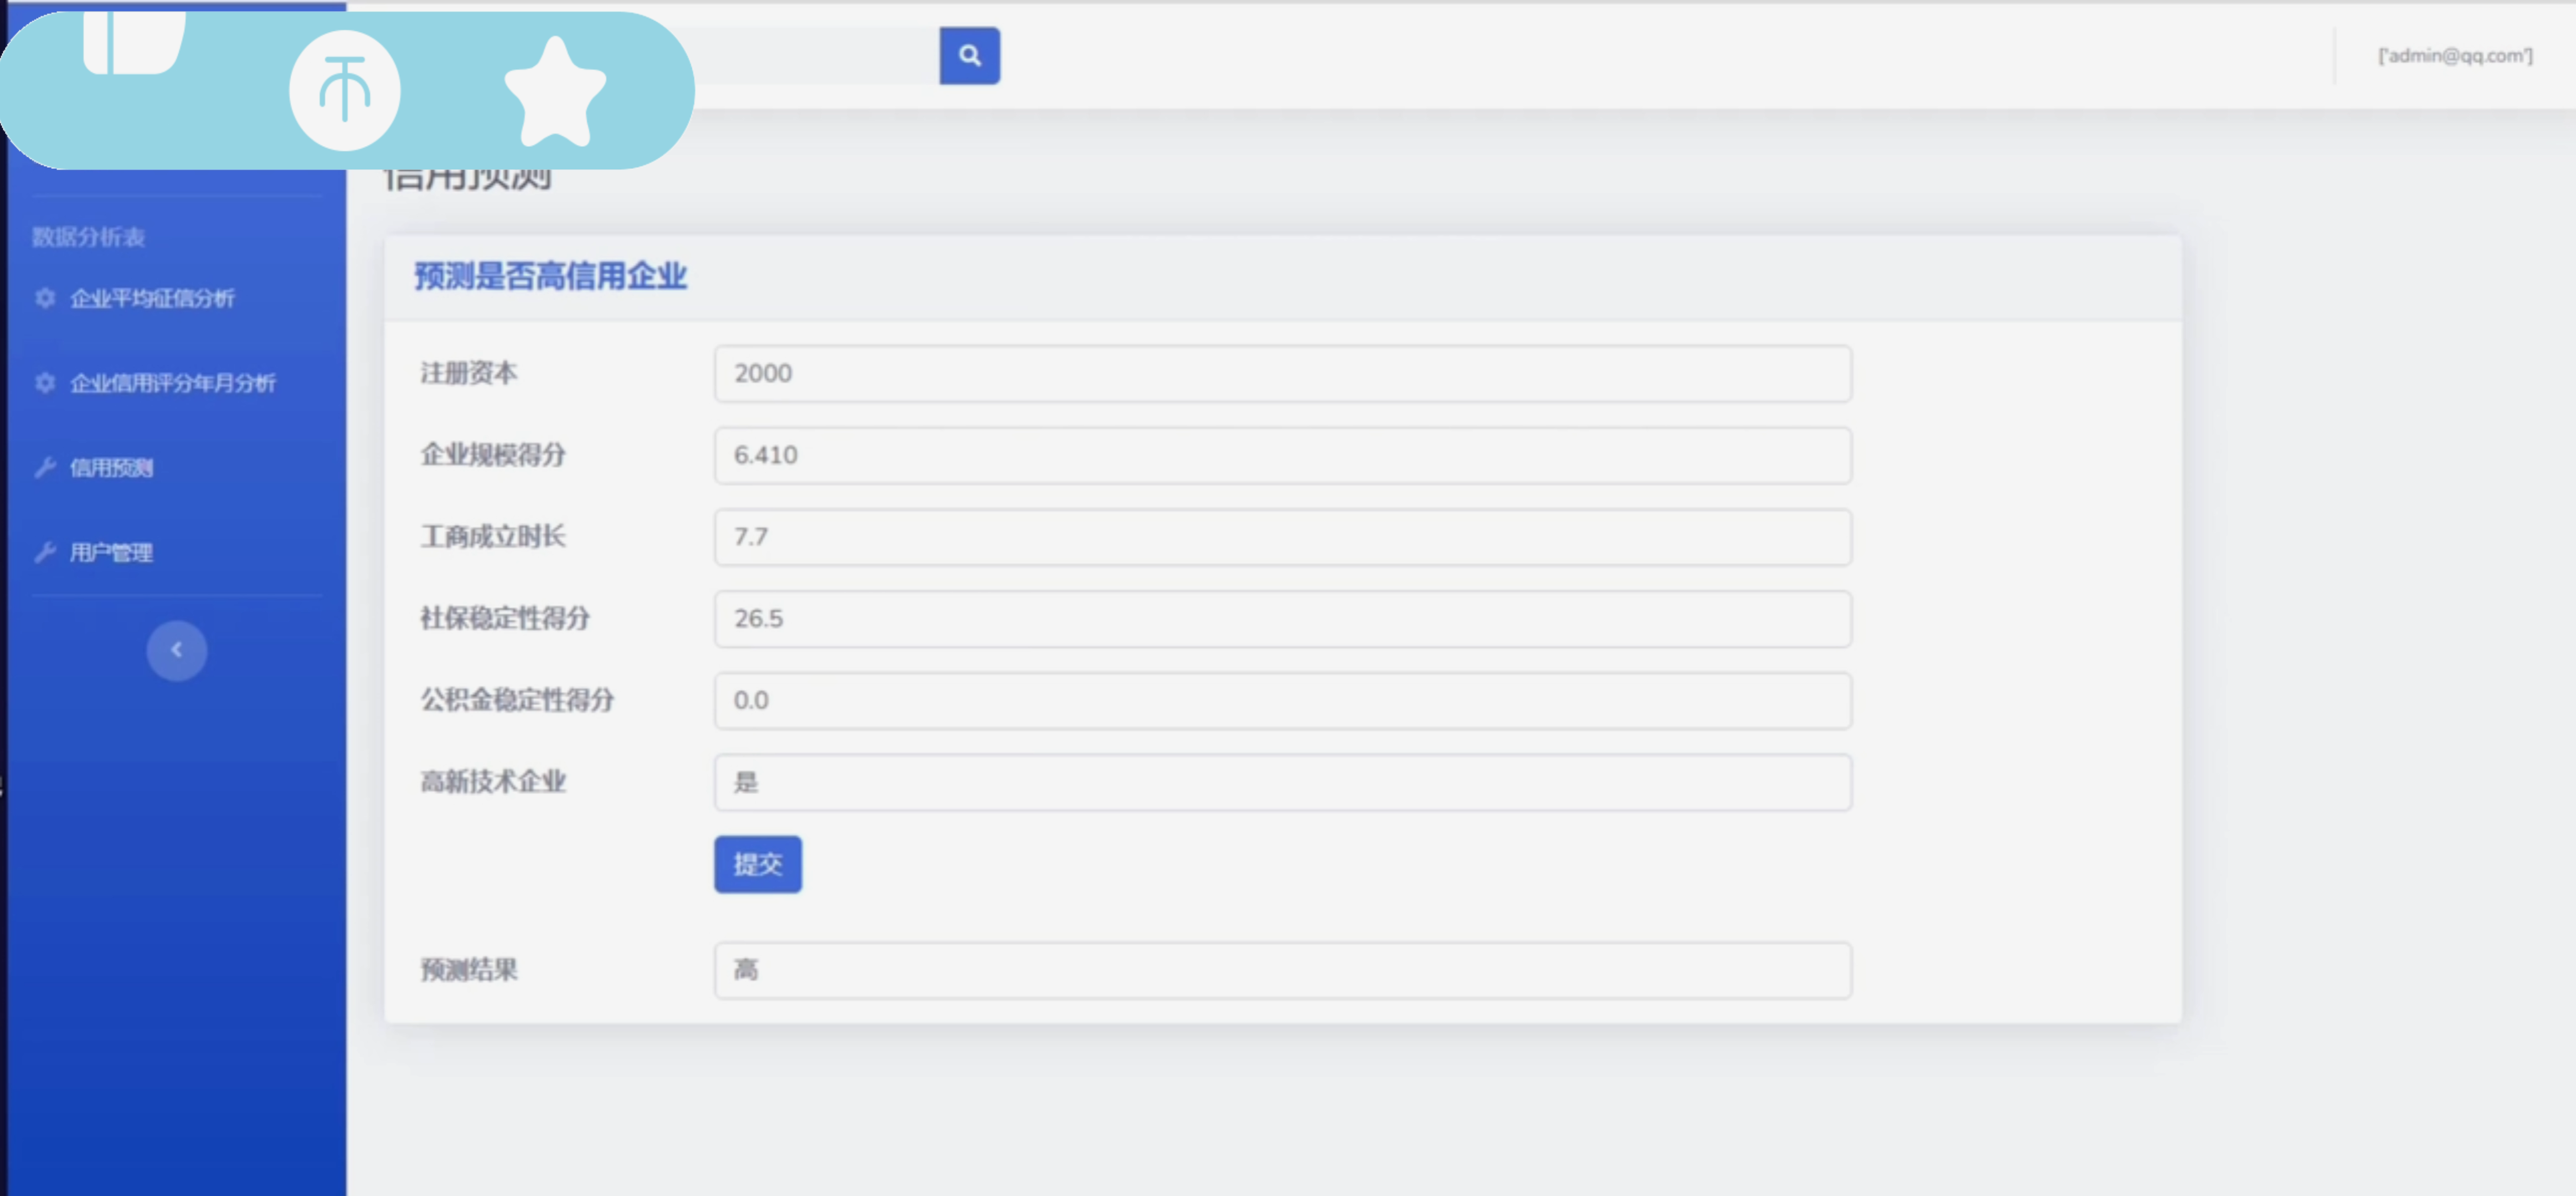 ['admin@qq.com']
信用预测
数据分析表
企业平均征信分析
企业信用评分年月分析
信用预测
用户管理
预测是否高信用企业
注册资本 2000
企业规模得分 6.410
工商成立时长 7.7
社保稳定性得分 26.5
公积金稳定性得分 0.0
高新技术企业 是
提交
预测结果 高